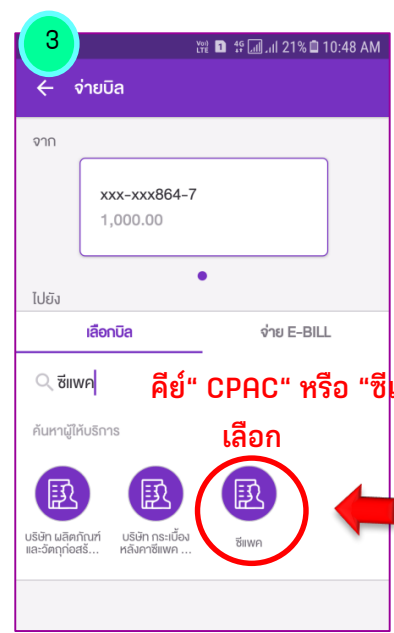 3
VoI) LTE 1 4G 21% 10:48 AM
จ่ายบิล
จาก
xxx-xxx864-7
1,000.00
ไปยัง
เลือกบิล
จ่าย E-BILL
ซีแพค
คีย์“ CPAC“ หรือ “ซีแ
ค้นหาผู้ให้บริการ
เลือก
บริษัท ผลิตภัณฑ์
และวัตถุก่อสร้...
บริษัท กระเบื้อง
หลังคาซีแพค ...
ซีแพค